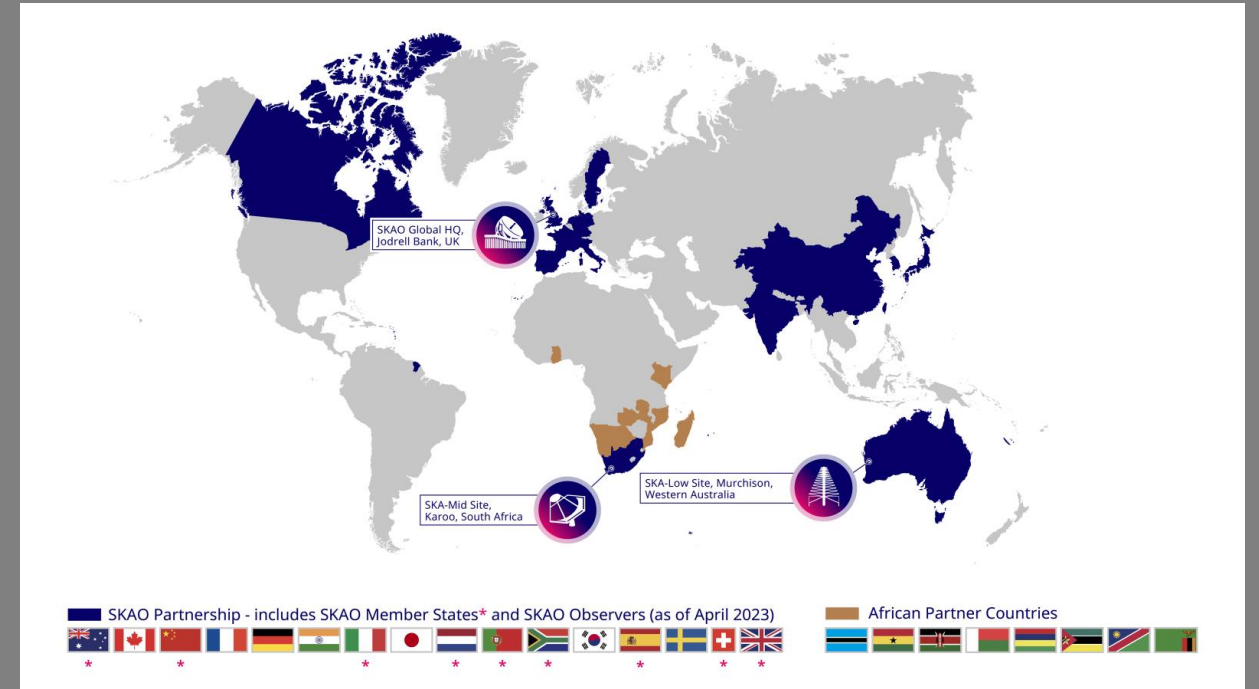 SKAO Global HQ,
Jodrell Bank, UK
SKA-Mid Site,
Karoo, South Africa
SKA-Low Site, Murchison,
Western Australia
SKAO Partnership - includes SKAO Member States* and SKAO Observers (as of April 2023)
African Partner Countries
* * * * * * * * *